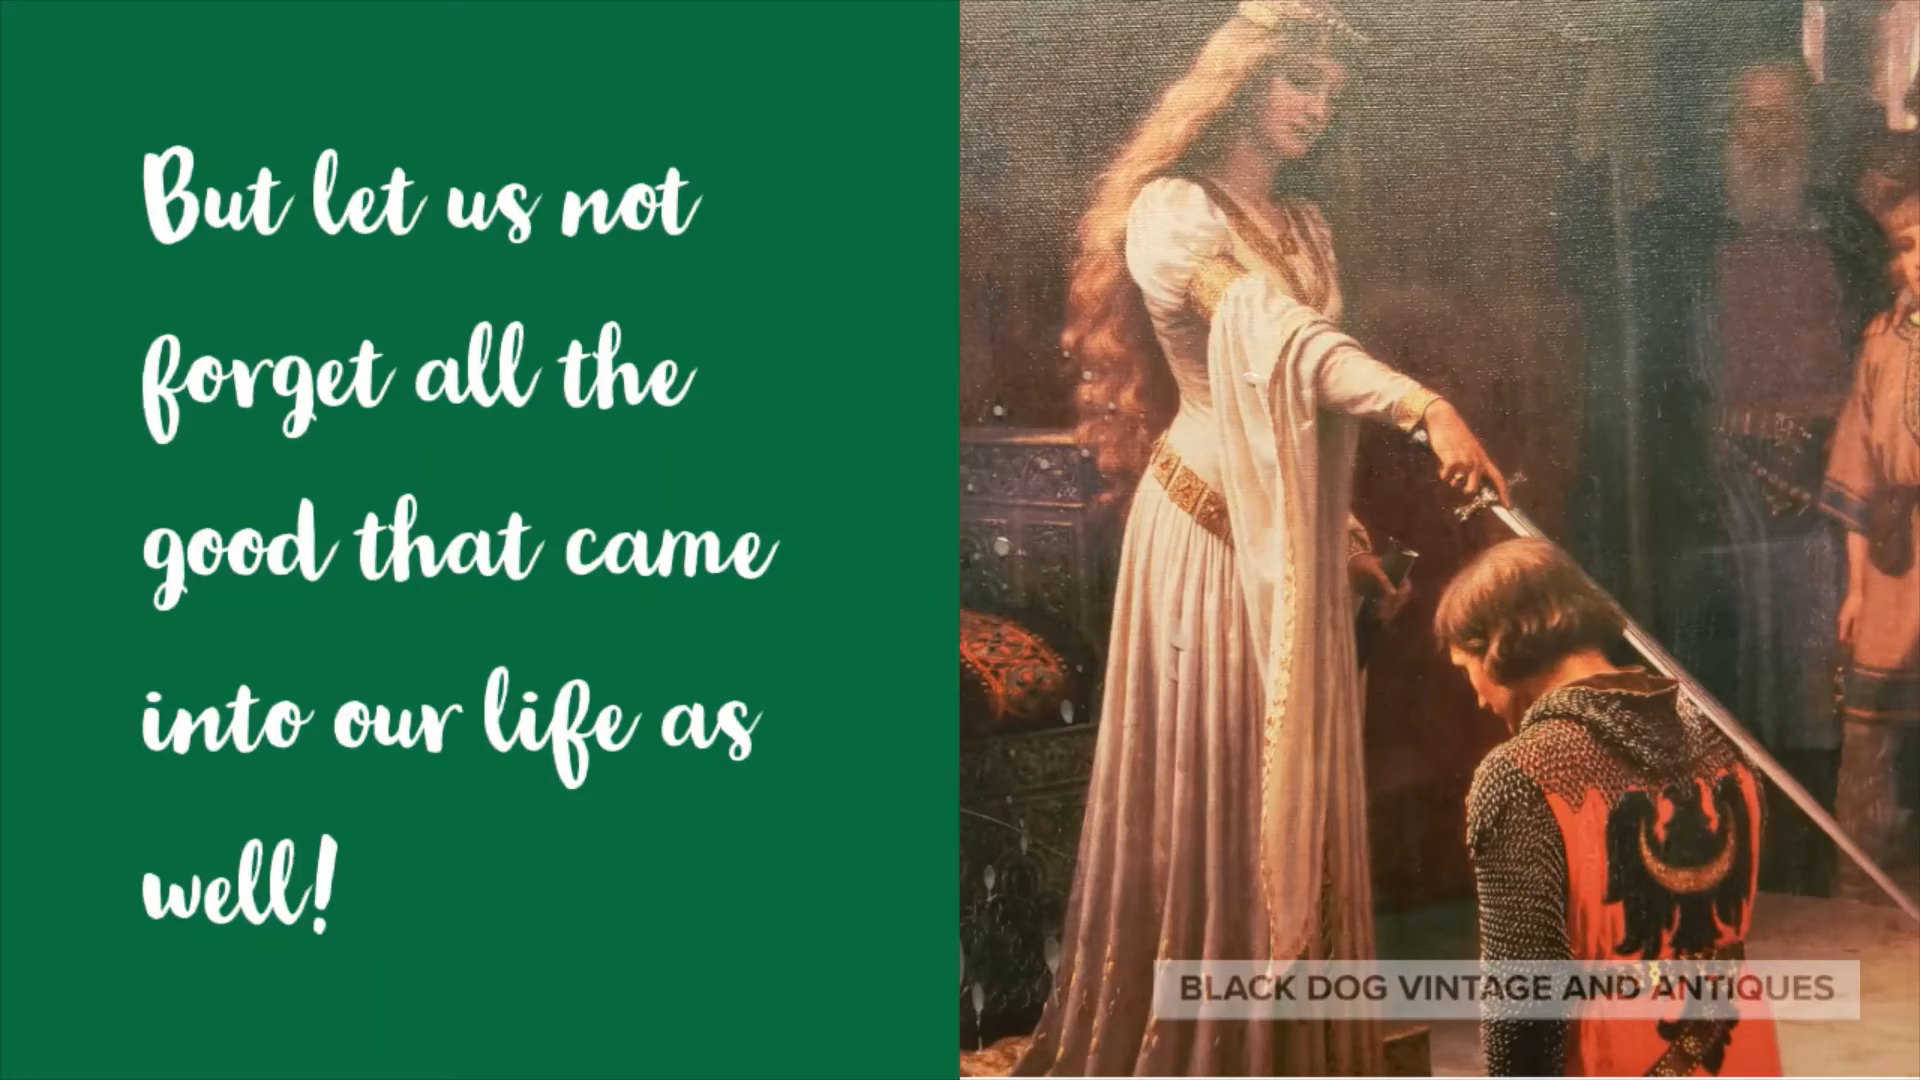 But let us not
forget all the
good that came
into our life as
well!
BLACK DOG VINTAGE AND ANTIQUES